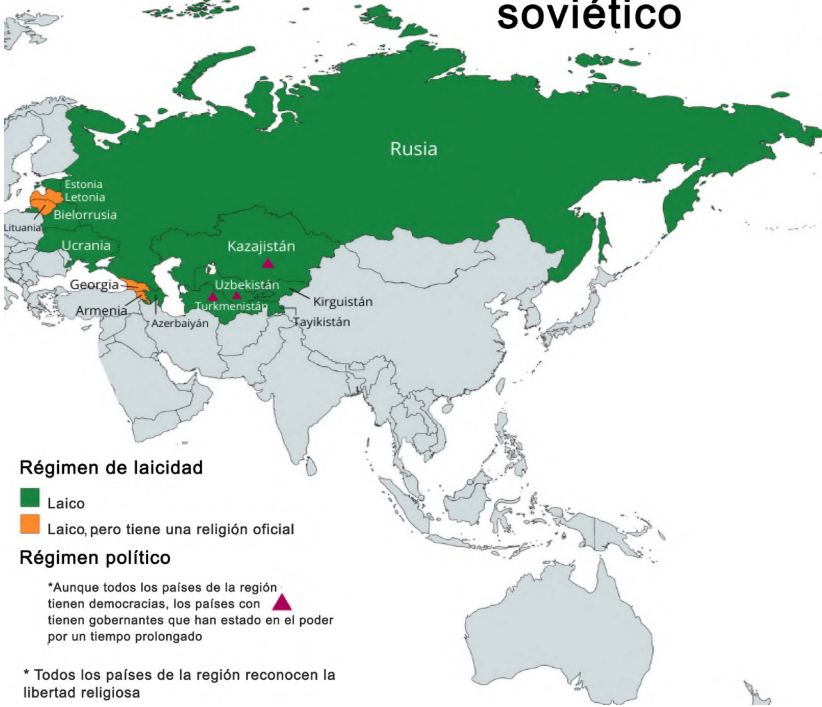 soviético
Rusia
Estonia
Letonia
Bielorrusia
Lituania
Ucrania
Kazajistán
Georgia
Uzbekistán
Kirguistán
Armenia
Turkmenistán
Azerbaiyán
Tayikistán
Régimen de laicidad
Laico
Laico, pero tiene una religión oficial
Régimen político
*Aunque todos los países de la región
tienen democracias, los países con
tienen gobernantes que han estado en el poder
por un tiempo prolongado
* Todos los países de la región reconocen la
libertad religiosa